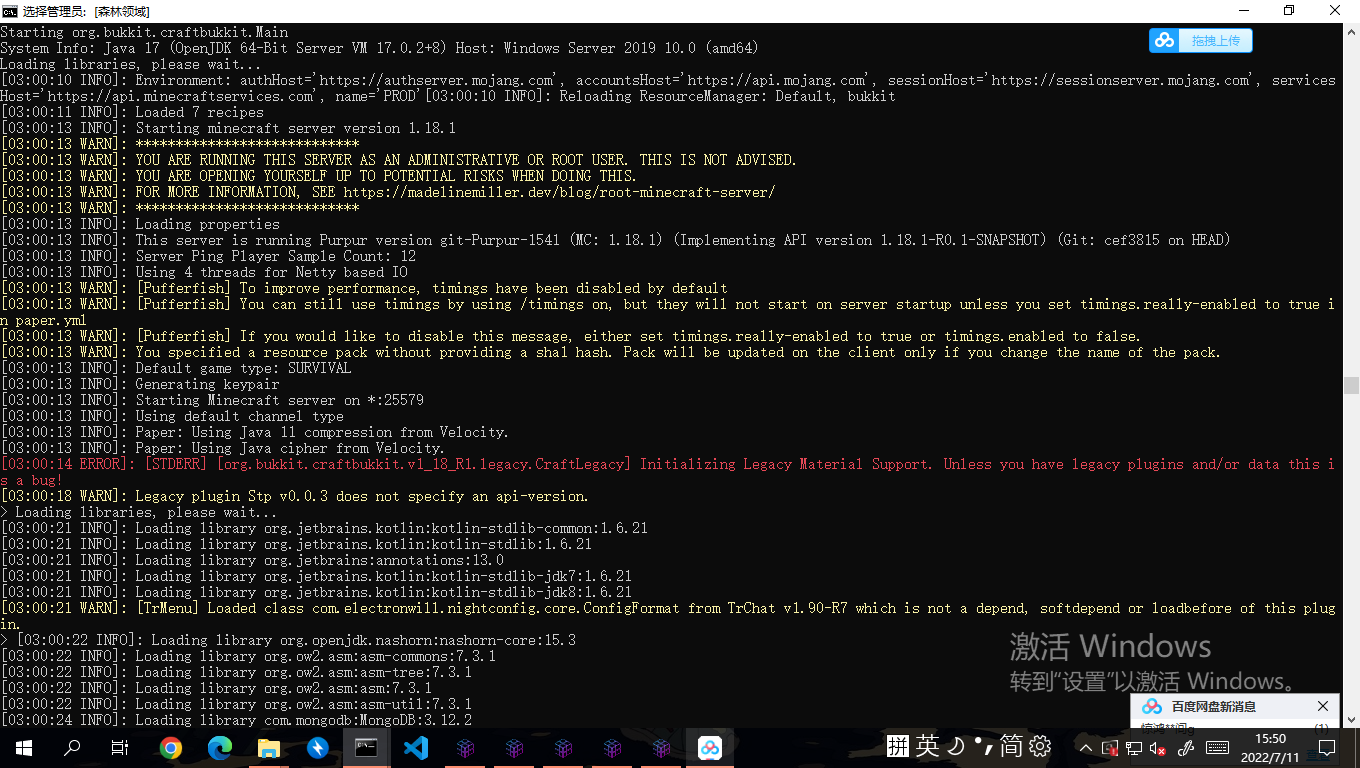 选择管理员: [森林领域]
Starting org.bukkit.craftbukkit.Main
System Info: Java 17 (OpenJDK 64-Bit Server VM 17.0.2+8) Host: Windows Server 2019 10.0 (amd64)
拖拽上传
Loading libraries, please wait...
[03:00:10 INFO]: Environment: authHost='https://authserver.mojang.com', accountsHost='https://api.mojang.com', sessionHost='https://sessionserver.mojang.com', services
Host='https://api.minecraftservices.com', name='PROD'[03:00:10 INFO]: Reloading ResourceManager: Default, bukkit
[03:00:11 INFO]: Loaded 7 recipes
[03:00:13 INFO]: Starting minecraft server version 1.18.1
[03:00:13 WARN]: ****************************
[03:00:13 WARN]: YOU ARE RUNNING THIS SERVER AS AN ADMINISTRATIVE OR ROOT USER. THIS IS NOT ADVISED.
[03:00:13 WARN]: YOU ARE OPENING YOURSELF UP TO POTENTIAL RISKS WHEN DOING THIS.
[03:00:13 WARN]: FOR MORE INFORMATION, SEE https://madelinemiller.dev/blog/root-minecraft-server/
[03:00:13 WARN]: ****************************
[03:00:13 INFO]: Loading properties
[03:00:13 INFO]: This server is running Purpur version git-Purpur-1541 (MC: 1.18.1) (Implementing API version 1.18.1-R0.1-SNAPSHOT) (Git: cef3815 on HEAD)
[03:00:13 INFO]: Server Ping Player Sample Count: 12
[03:00:13 INFO]: Using 4 threads for Netty based IO
[03:00:13 WARN]: [Pufferfish] To improve performance, timings have been disabled by default
[03:00:13 WARN]: [Pufferfish] You can still use timings by using /timings on, but they will not start on server startup unless you set timings.really-enabled to true i
n paper.yml
[03:00:13 WARN]: [Pufferfish] If you would like to disable this message, either set timings.really-enabled to true or timings.enabled to false.
[03:00:13 WARN]: You specified a resource pack without providing a sha1 hash. Pack will be updated on the client only if you change the name of the pack.
[03:00:13 INFO]: Default game type: SURVIVAL
[03:00:13 INFO]: Generating keypair
[03:00:13 INFO]: Starting Minecraft server on *:25579
[03:00:13 INFO]: Using default channel type
[03:00:13 INFO]: Paper: Using Java 11 compression from Velocity.
[03:00:13 INFO]: Paper: Using Java cipher from Velocity.
[03:00:14 ERROR]: [STDERR] [org.bukkit.craftbukkit.v1_18_R1.legacy.CraftLegacy] Initializing Legacy Material Support. Unless you have legacy plugins and/or data this i
s a bug!
[03:00:18 WARN]: Legacy plugin Stp v0.0.3 does not specify an api-version.
> Loading libraries, please wait...
[03:00:21 INFO]: Loading library org.jetbrains.kotlin:kotlin-stdlib-common:1.6.21
[03:00:21 INFO]: Loading library org.jetbrains.kotlin:kotlin-stdlib:1.6.21
[03:00:21 INFO]: Loading library org.jetbrains:annotations:13.0
[03:00:21 INFO]: Loading library org.jetbrains.kotlin:kotlin-stdlib-jdk7:1.6.21
[03:00:21 INFO]: Loading library org.jetbrains.kotlin:kotlin-stdlib-jdk8:1.6.21
[03:00:21 WARN]: [TrMenu] Loaded class com.electronwill.nightconfig.core.ConfigFormat from TrChat v1.90-R7 which is not a depend, softdepend or loadbefore of this plug
in.
> [03:00:22 INFO]: Loading library org.openjdk.nashorn:nashorn-core:15.3
[03:00:22 INFO]: Loading library org.ow2.asm:asm-commons:7.3.1
[03:00:22 INFO]: Loading library org.ow2.asm:asm-tree:7.3.1
[03:00:22 INFO]: Loading library org.ow2.asm:asm:7.3.1
[03:00:22 INFO]: Loading library org.ow2.asm:asm-util:7.3.1
[03:00:24 INFO]: Loading library com.mongodb:MongoDB:3.12.2
激活 Windows
转到“设置”以激活 Windows。
百度网盘新消息
(1)
拼 英 简
15:50
2022/7/11